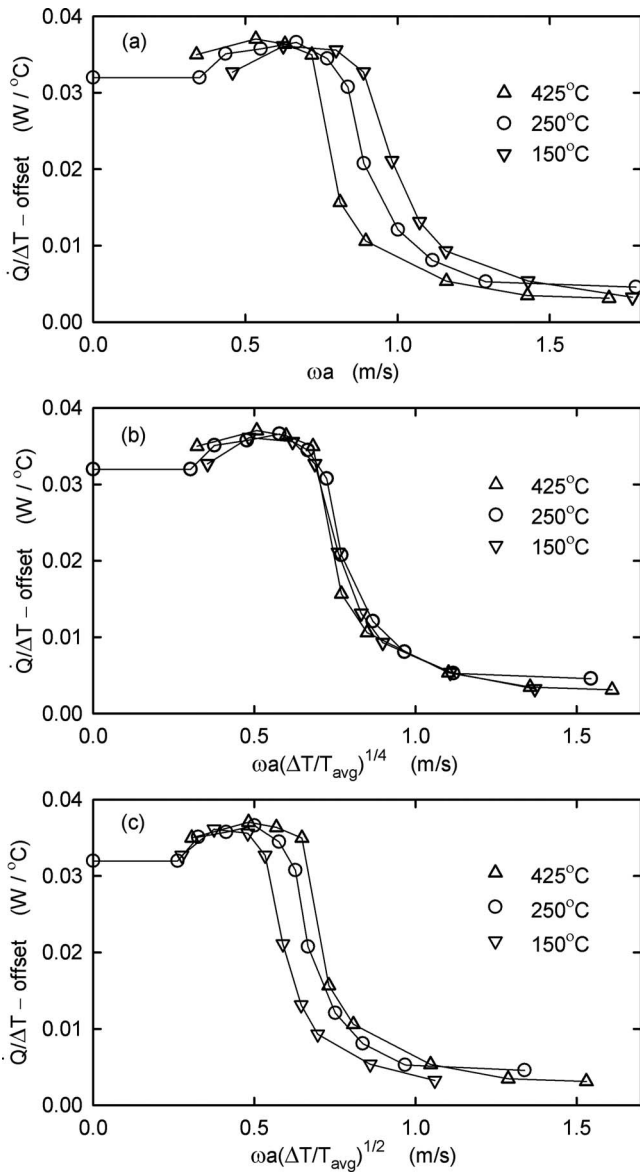 0.04
(a)
0.03
425°C
250°C
0.02
150°C
0.01
0.00
0.0 0.5 1.0 1.5
ωa (m/s)
Q̇/ΔT – offset (W / °C)
0.04
(b)
0.03
425°C
250°C
0.02
150°C
0.01
0.00
0.0 0.5 1.0 1.5
ωa(ΔT/Tavg)1/4 (m/s)
Q̇/ΔT – offset (W / °C)
0.04
(c)
0.03
425°C
250°C
0.02
150°C
0.01
0.00
0.0 0.5 1.0 1.5
ωa(ΔT/Tavg)1/2 (m/s)
Q̇/ΔT – offset (W / °C)